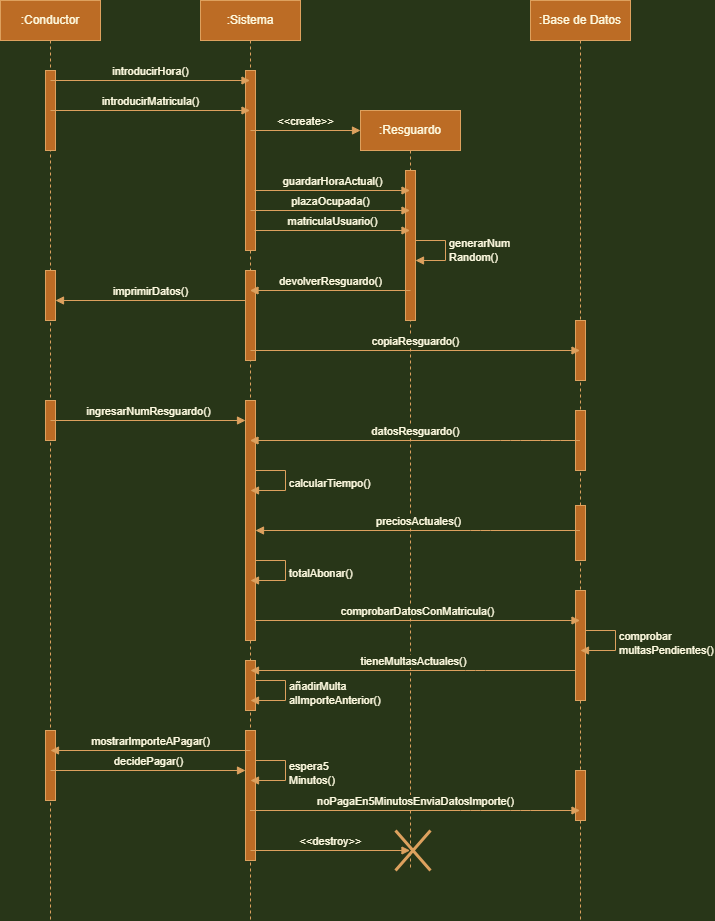 :Conductor
:Sistema
:Base de Datos
introducirHora()
introducirMatricula()
<<create>>
:Resguardo
guardarHoraActual()
plazaOcupada()
matriculaUsuario()
generarNum
Random()
devolverResguardo()
imprimirDatos()
copiaResguardo()
ingresarNumResguardo()
datosResguardo()
calcularTiempo()
preciosActuales()
totalAbonar()
comprobarDatosConMatricula()
comprobar
multasPendientes()
tieneMultasActuales()
añadirMulta
alImporteAnterior()
mostrarImporteAPagar()
decidePagar()
espera5
Minutos()
noPagaEn5MinutosEnviaDatosImporte()
<<destroy>>